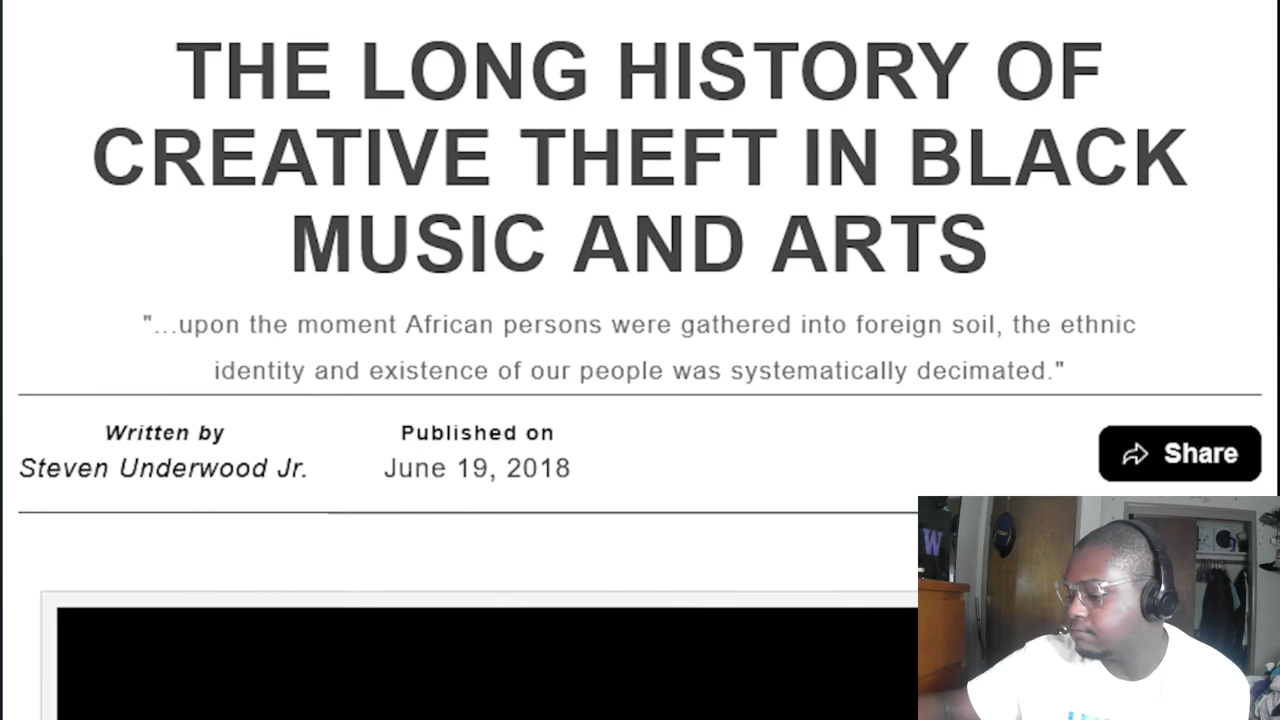 THE LONG HISTORY OF
CREATIVE THEFT IN BLACK
MUSIC AND ARTS
"...upon the moment African persons were gathered into foreign soil, the ethnic
identity and existence of our people was systematically decimated."
Written by
Steven Underwood Jr.
Published on
June 19, 2018
Share
W